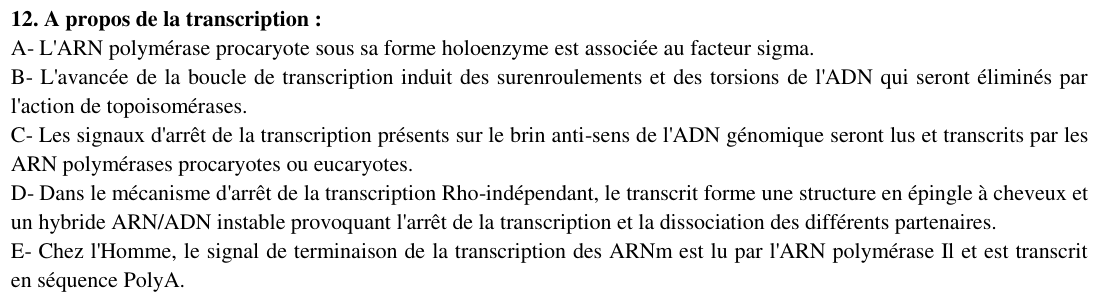 12. A propos de la transcription :
A- L'ARN polymérase procaryote sous sa forme holoenzyme est associée au facteur sigma.
B- L'avancée de la boucle de transcription induit des surenroulements et des torsions de l'ADN qui seront éliminés par
l'action de topoisomérases.
C- Les signaux d'arrêt de la transcription présents sur le brin anti-sens de l'ADN génomique seront lus et transcrits par les
ARN polymérases procaryotes ou eucaryotes.
D- Dans le mécanisme d'arrêt de la transcription Rho-indépendant, le transcrit forme une structure en épingle à cheveux et
un hybride ARN/ADN instable provoquant l'arrêt de la transcription et la dissociation des différents partenaires.
E- Chez l'Homme, le signal de terminaison de la transcription des ARNm est lu par l'ARN polymérase Il et est transcrit
en séquence PolyA.